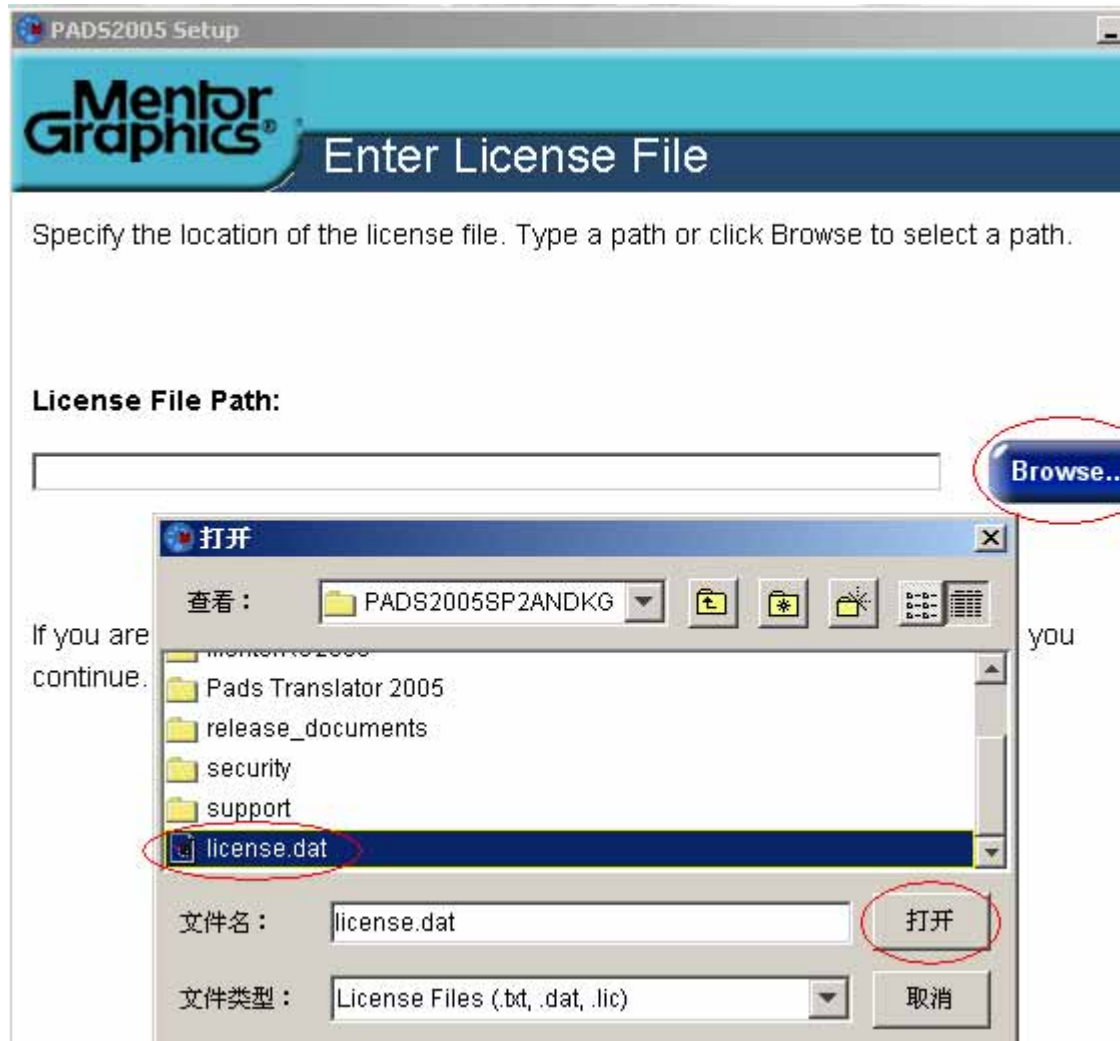 PADS2005 Setup
Mentor
Graphics®
Enter License File
Specify the location of the license file. Type a path or click Browse to select a path.
License File Path:
Browse..
打开
查看：
PADS2005SP2ANDKG
If you are
you
continue.
Pads Translator 2005
release_documents
security
support
license.dat
文件名：
license.dat
打开
文件类型：
License Files (.txt, .dat, .lic)
取消